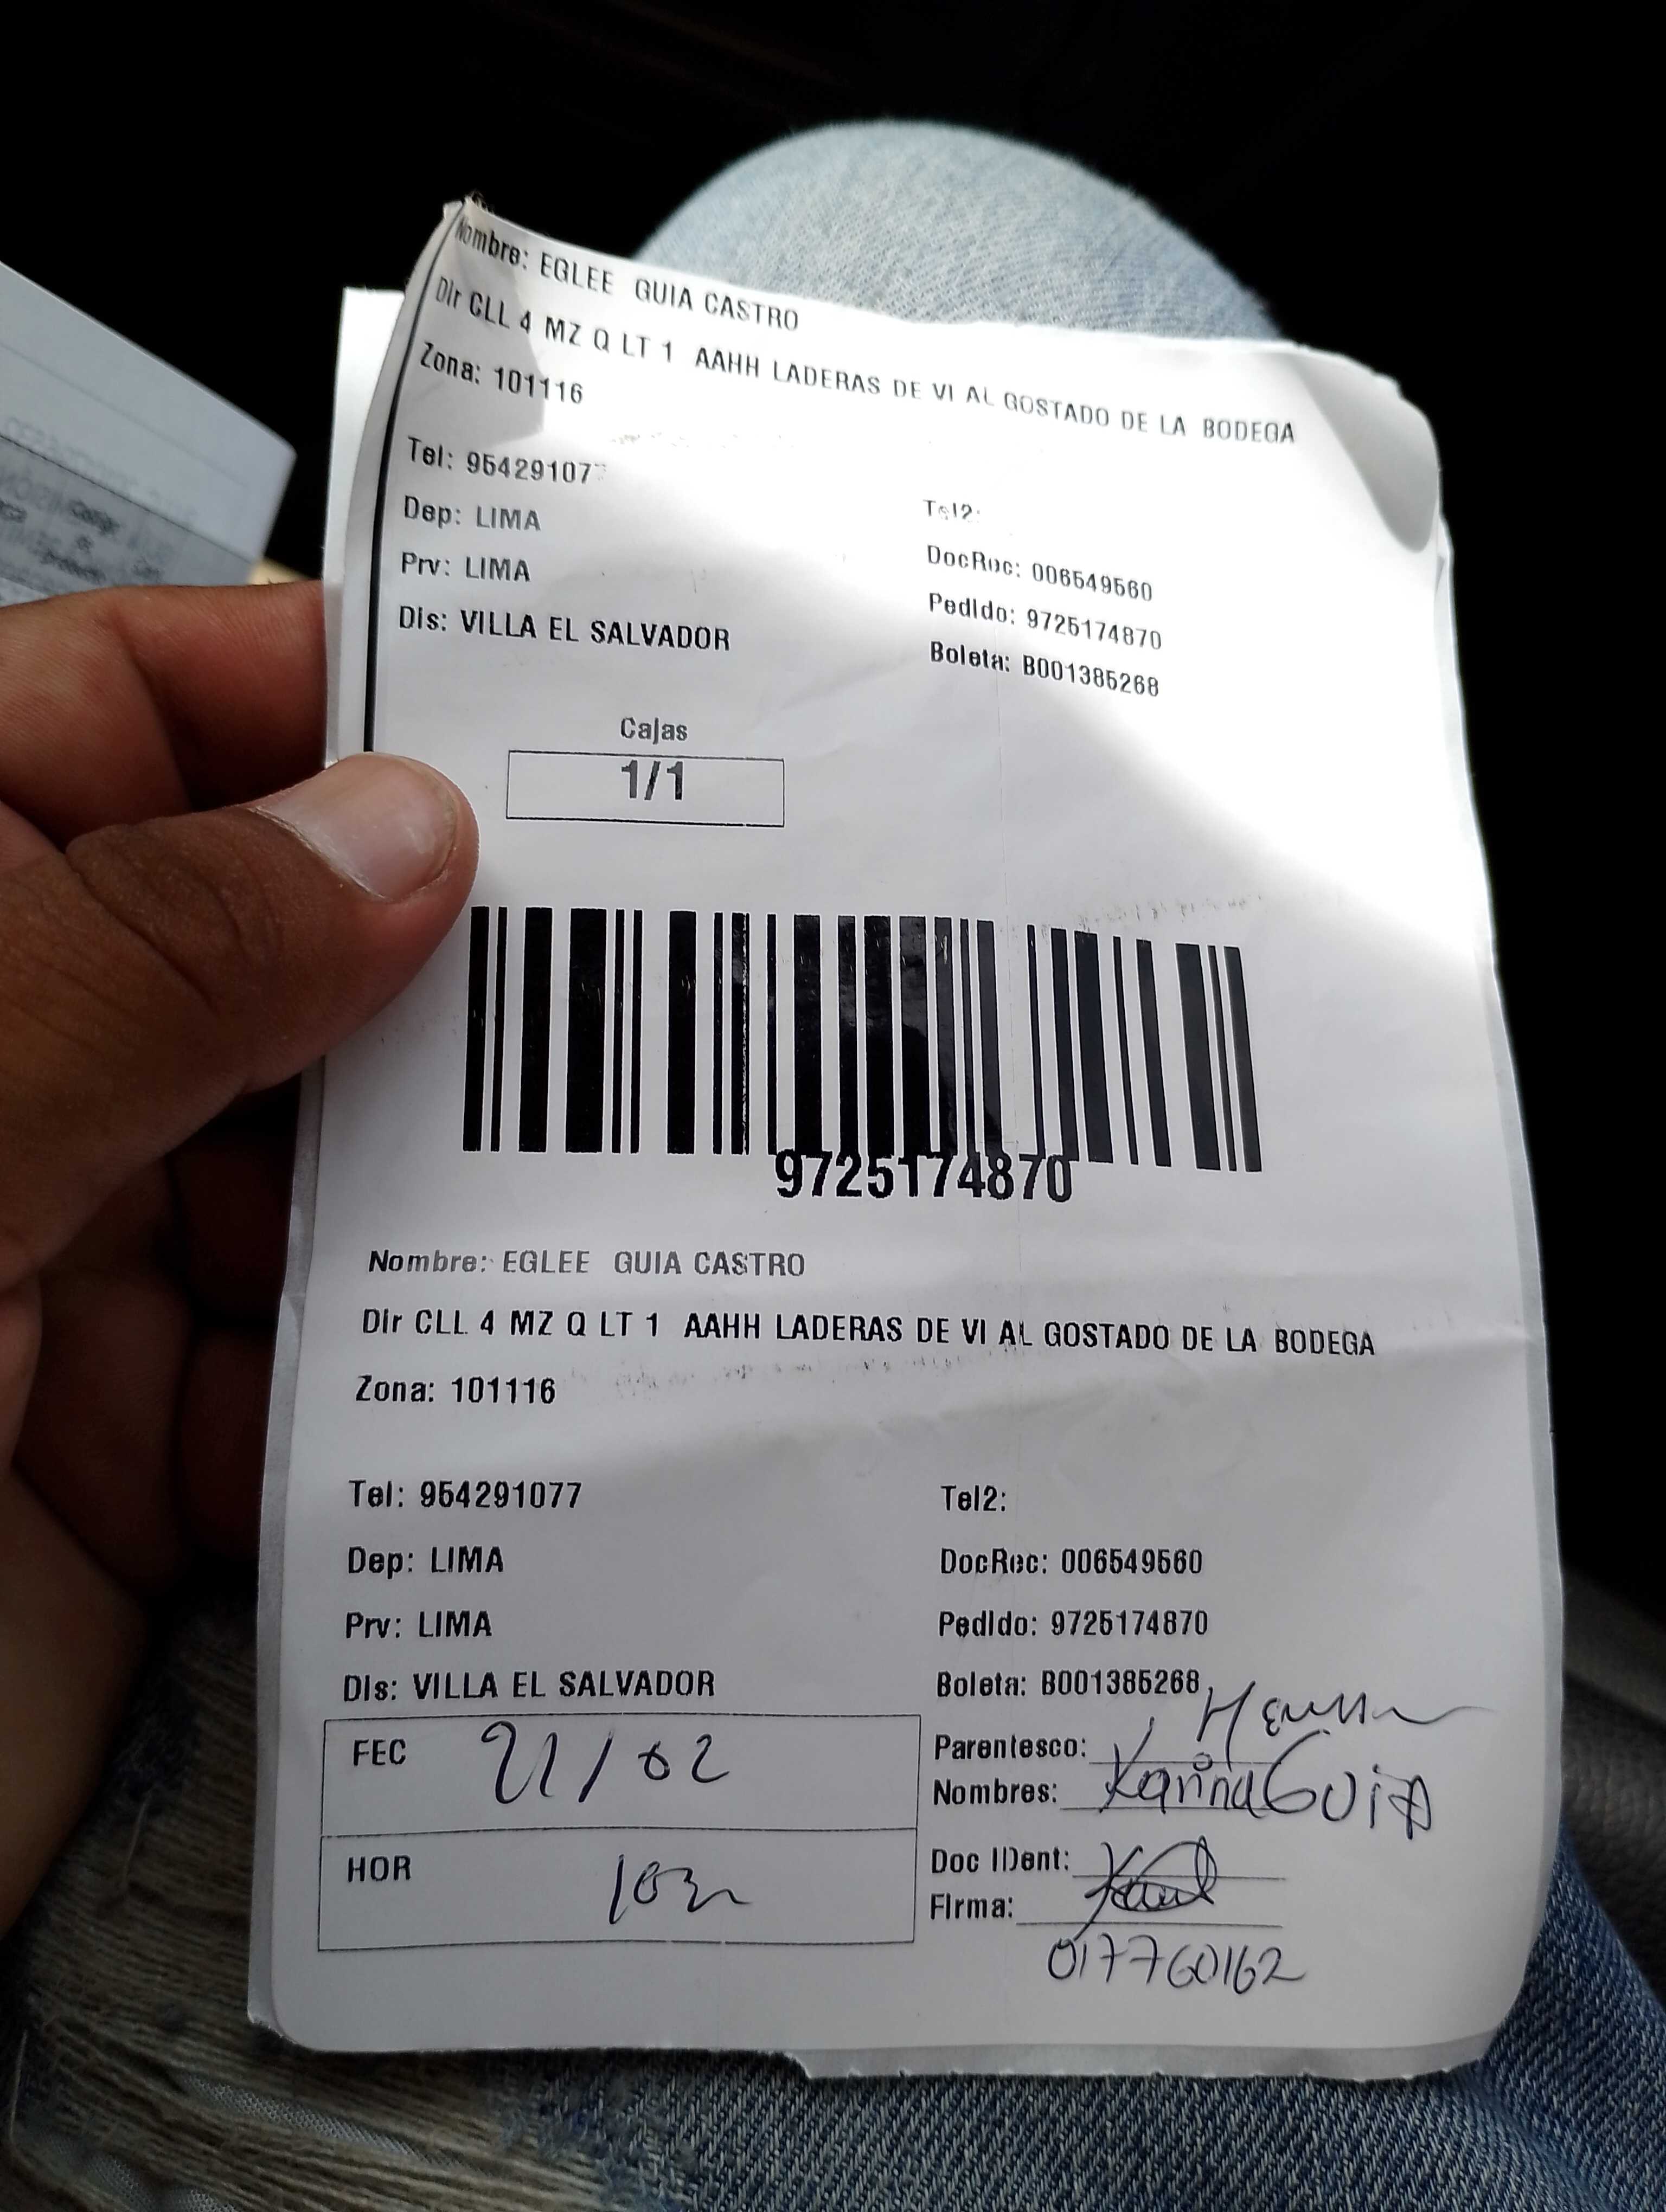 Nombre: EGLEE GUIA CASTRO
Dir CLL 4 MZ Q LT 1 AAHH LADERAS DE VI AL GOSTADO DE LA BODEGA
Zona: 101116
Tel: 954291077
Tel2:
Dep: LIMA
DocRec: 006549560
Prv: LIMA
Pedido: 9725174870
Dis: VILLA EL SALVADOR
Boleta: B001385268
Cajas
1/1
9725174870
Nombre: EGLEE GUIA CASTRO
Dir CLL 4 MZ Q LT 1 AAHH LADERAS DE VI AL GOSTADO DE LA BODEGA
Zona: 101116
Tel: 954291077
Tel2:
Dep: LIMA
DocRec: 006549560
Prv: LIMA
Pedido: 9725174870
Dis: VILLA EL SALVADOR
Boleta: B001385268
FEC 21/02
Parentesco:
Nombres: Karina GUIA
HOR
Doc IDent:
Firma:
017760162